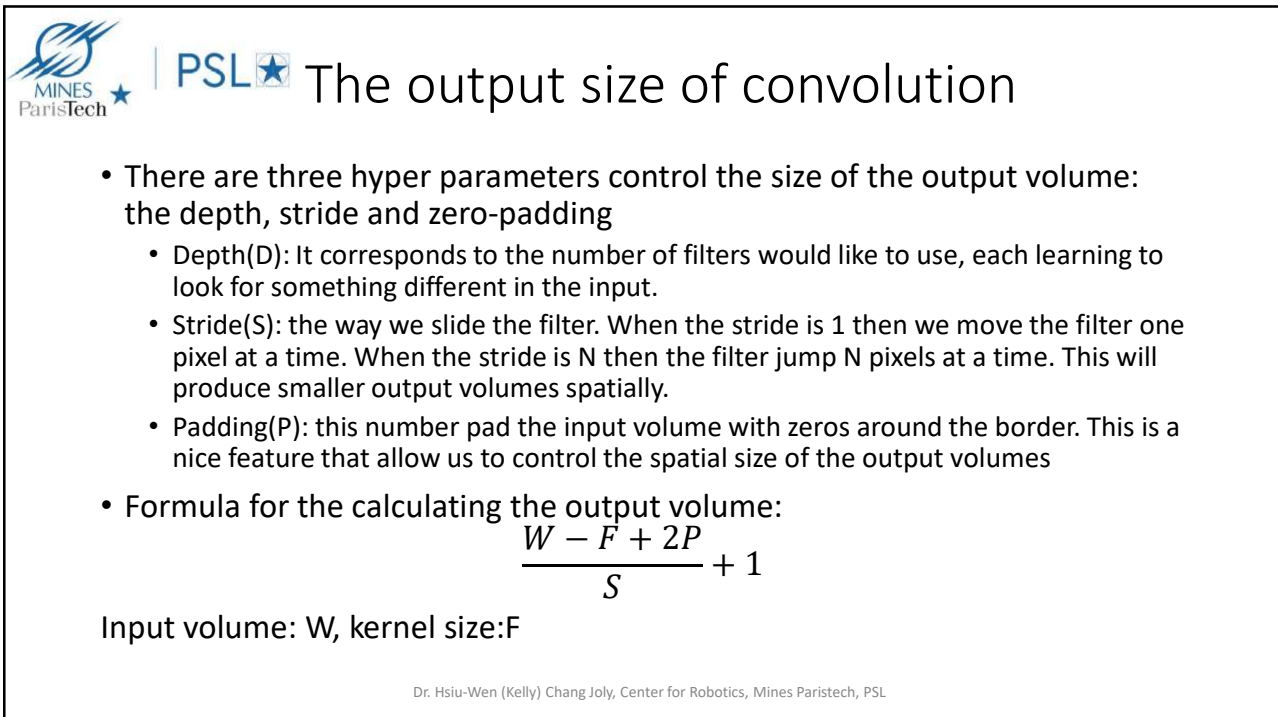 MINES
ParisTech
PSL
The output size of convolution
• There are three hyper parameters control the size of the output volume:
the depth, stride and zero-padding
• Depth(D): It corresponds to the number of filters would like to use, each learning to
look for something different in the input.
• Stride(S): the way we slide the filter. When the stride is 1 then we move the filter one
pixel at a time. When the stride is N then the filter jump N pixels at a time. This will
produce smaller output volumes spatially.
• Padding(P): this number pad the input volume with zeros around the border. This is a
nice feature that allow us to control the spatial size of the output volumes
• Formula for the calculating the output volume:
W − F + 2P
S
+ 1
Input volume: W, kernel size:F
Dr. Hsiu-Wen (Kelly) Chang Joly, Center for Robotics, Mines Paristech, PSL